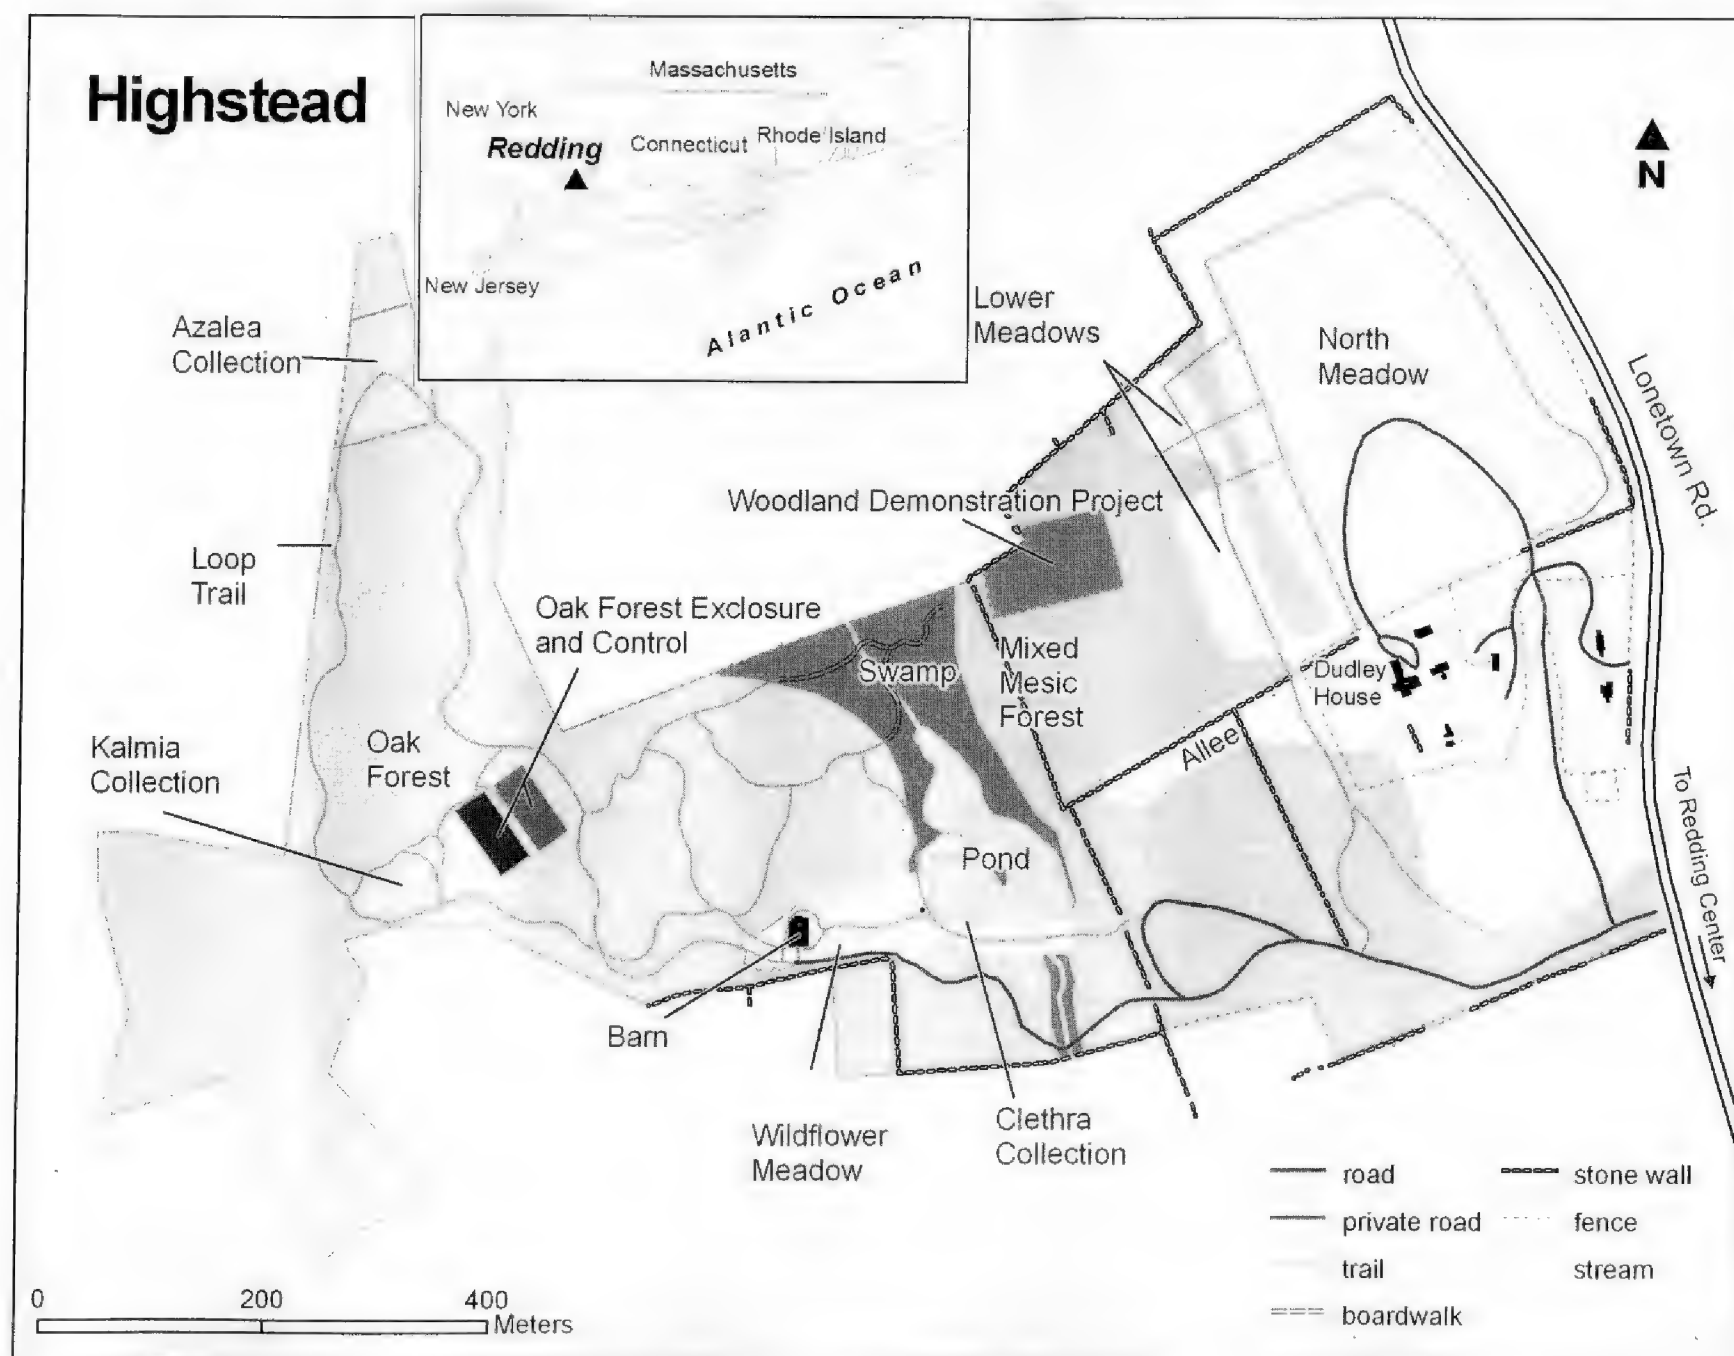 Highstead
Massachusetts
New York
Redding
Connecticut
Rhode Island
New Jersey
Alantic Ocean
N
Azalea
Collection
Lower
Meadows
North
Meadow
Lonetown Rd.
Woodland Demonstration Project
Loop
Trail
Oak Forest Exclosure
and Control
Swamp
Mixed
Mesic
Forest
Dudley
House
Kalmia
Collection
Oak
Forest
Allee
To Redding Center
Pond
Barn
Wildflower
Meadow
Clethra
Collection
road
stone wall
private road
fence
trail
stream
boardwalk
0 200 400
Meters